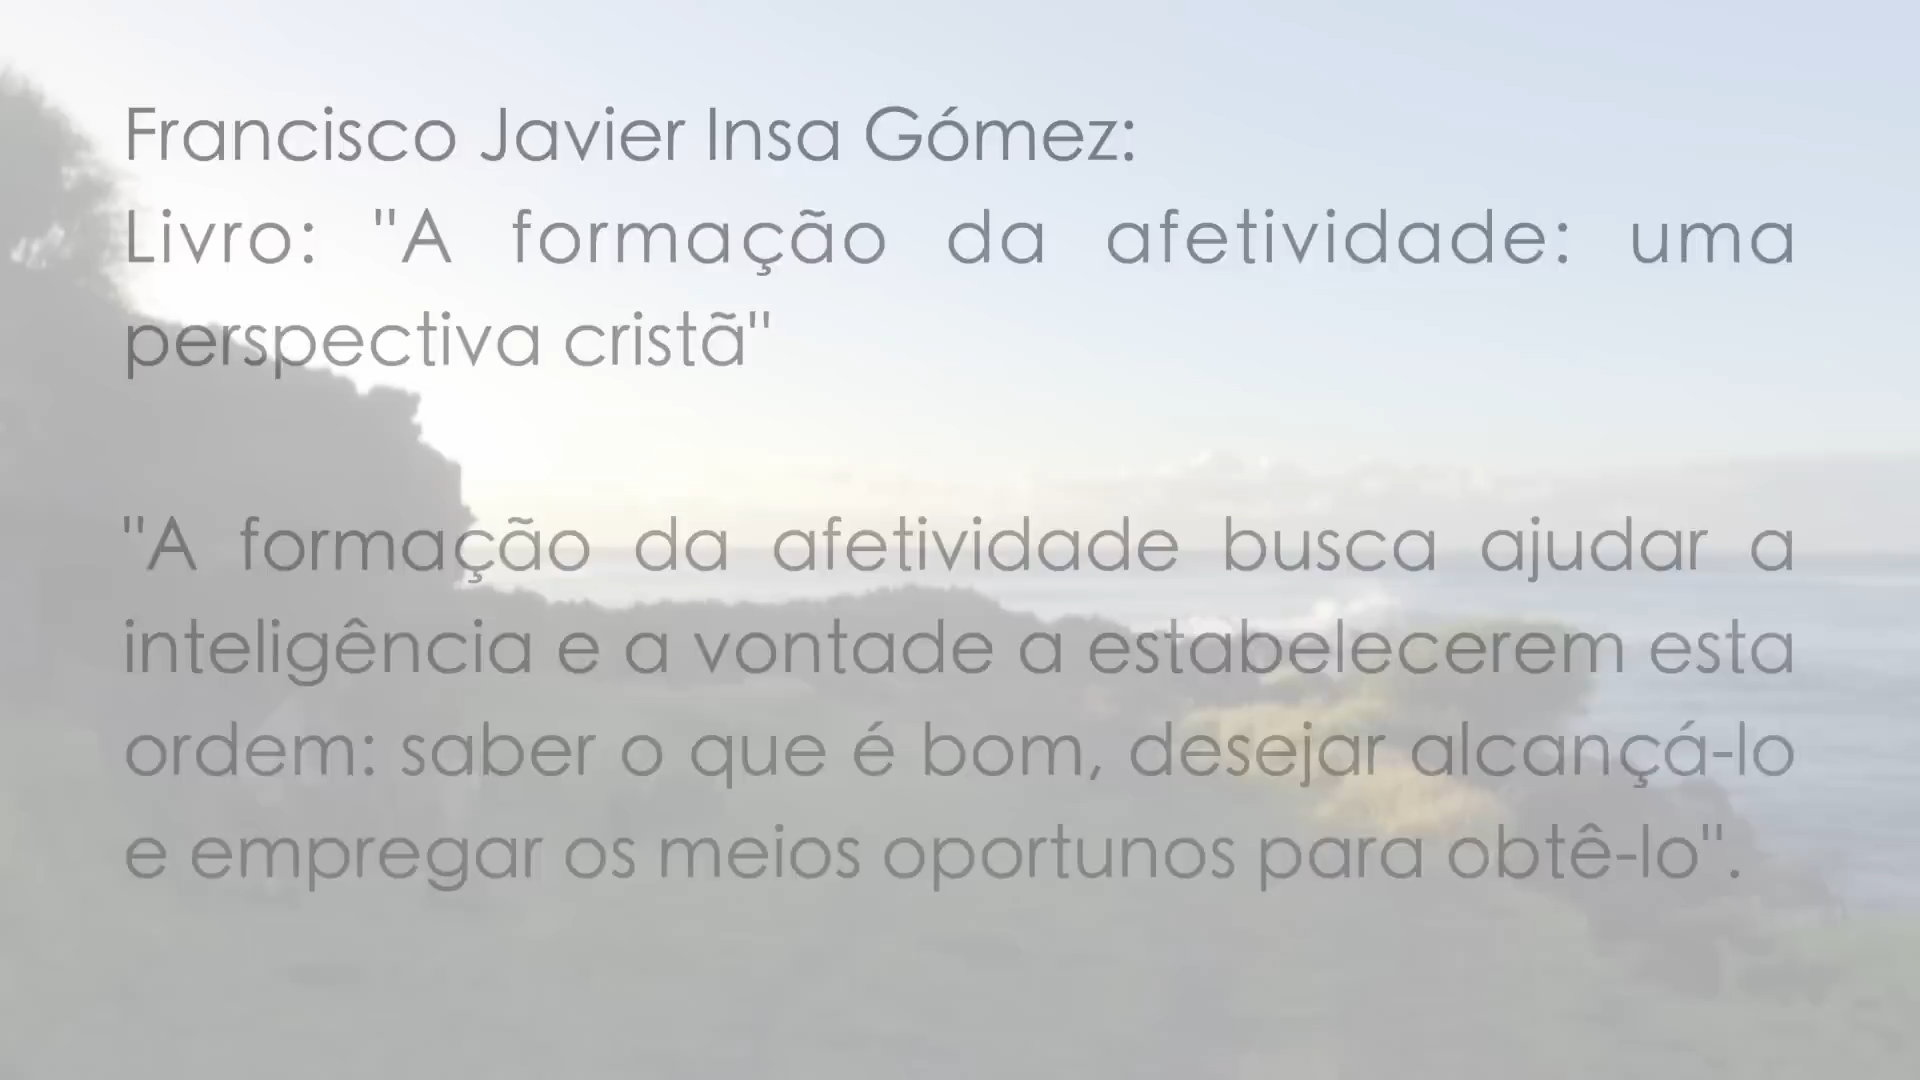 Francisco Javier Insa Gómez:
Livro: "A formação da afetividade: uma
perspectiva cristã"
"A formação da afetividade busca ajudar a
inteligência e a vontade a estabelecerem esta
ordem: saber o que é bom, desejar alcançá-lo
e empregar os meios oportunos para obtê-lo".